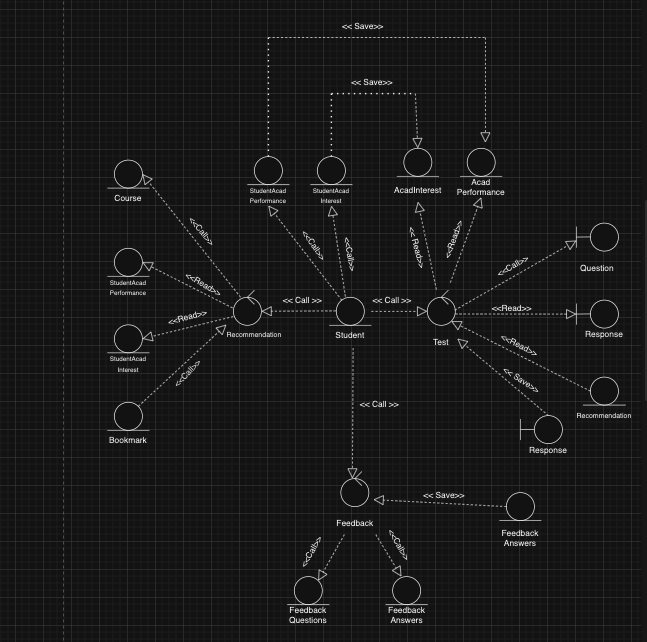 << Save>>
<< Save>>
Course
StudentAcad
Performance
StudentAcad
Interest
AcadInterest
Acad
Performance
<<Call>>
<<Call>>
<<Call>>
<< Read>>
<<Read>>
<<Call>>
Question
StudentAcad
Performance
<<Read>>
<< Call >>
<< Call >>
<<Read>>
Response
<<Read>>
Recommendation
Student
Test
<<Read>>
StudentAcad
Interest
<<Call>>
<< Save>>
Recommendation
Bookmark
<< Call >>
Response
<< Save>>
Feedback
Feedback
Answers
<<Call>>
<<Call>>
Feedback
Questions
Feedback
Answers